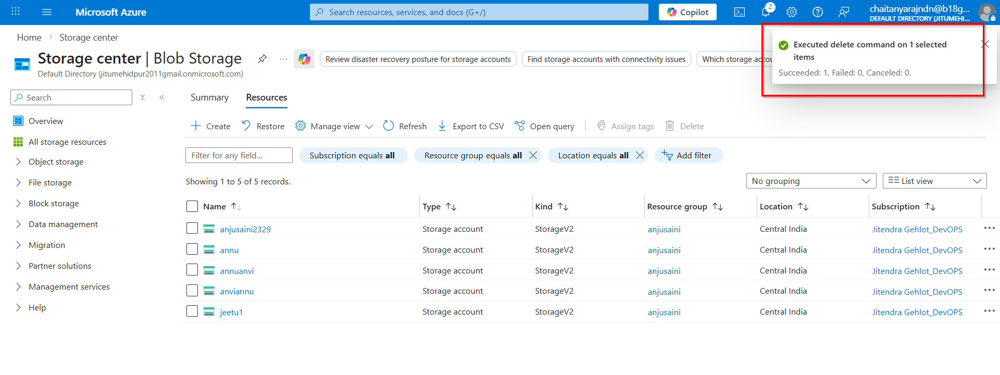 Microsoft Azure
Search resources, services, and docs (G+/)
Copilot
2
chaitanyarajndn@b18g...
DEFAULT DIRECTORY (JITUMEHI...
Home > Storage center
Storage center | Blob Storage
Default Directory (jitumehidpur2011gmail.onmicrosoft.com)
Review disaster recovery posture for storage accounts
Find storage accounts with connectivity issues
Which storage accou
Executed delete command on 1 selected
items
Succeeded: 1, Failed: 0, Canceled: 0.
Search
Overview
All storage resources
Object storage
File storage
Block storage
Data management
Migration
Partner solutions
Management services
Help
Summary Resources
Create Restore Manage view Refresh Export to CSV Open query Assign tags Delete
Filter for any field... Subscription equals all Resource group equals all Location equals all Add filter
Showing 1 to 5 of 5 records.
No grouping List view
Name Type Kind Resource group Location Subscription
anjusaini2329 Storage account StorageV2 anjusaini Central India Jitendra Gehlot_DevOPS
annu Storage account StorageV2 anjusaini Central India Jitendra Gehlot_DevOPS
annuanvi Storage account StorageV2 anjusaini Central India Jitendra Gehlot_DevOPS
anviannu Storage account StorageV2 anjusaini Central India Jitendra Gehlot_DevOPS
jeetu1 Storage account StorageV2 anjusaini Central India Jitendra Gehlot_DevOPS